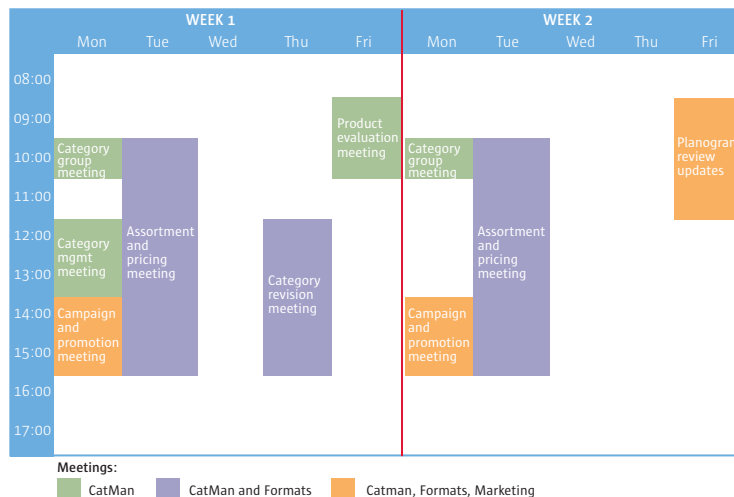 WEEK 1
WEEK 2
Mon Tue Wed Thu Fri Mon Tue Wed Thu Fri
08:00
09:00
10:00
11:00
12:00
13:00
14:00
15:00
16:00
17:00
Category
group
meeting
Category
mgmt
meeting
Campaign
and
promotion
meeting
Assortment
and
pricing
meeting
Category
revision
meeting
Product
evaluation
meeting
Category
group
meeting
Campaign
and
promotion
meeting
Assortment
and
pricing
meeting
Planogram
review
updates
Meetings:
CatMan
CatMan and Formats
Catman, Formats, Marketing